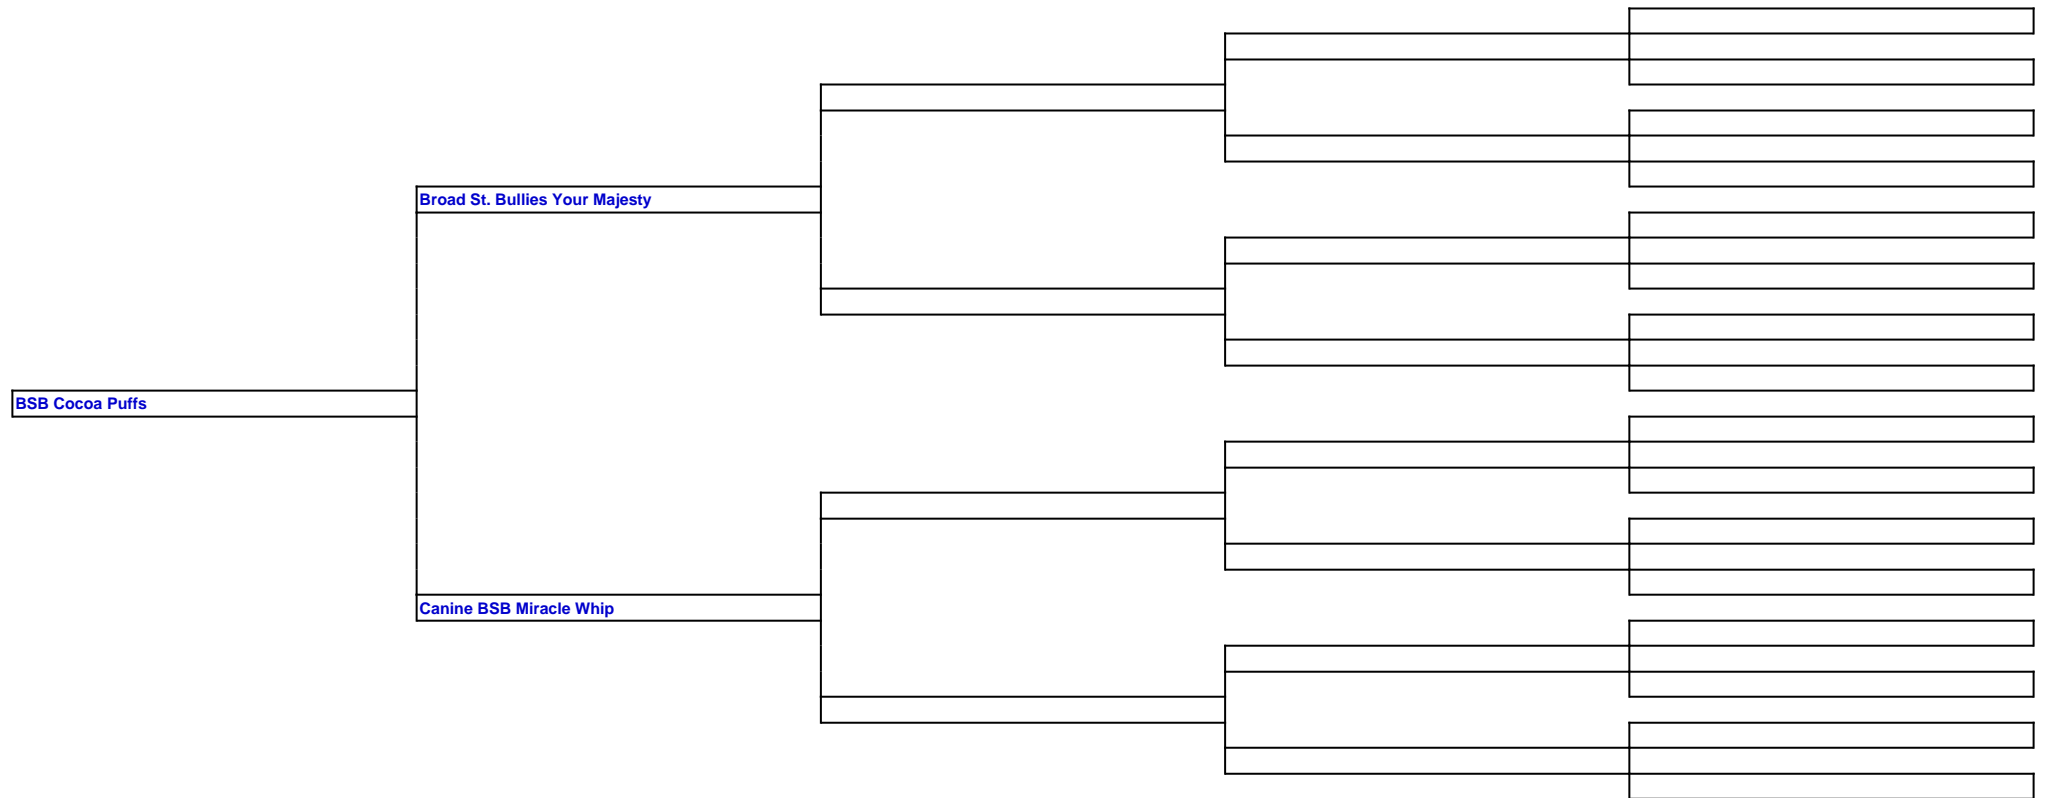 Broad St. Bullies Your Majesty
BSB Cocoa Puffs
Canine BSB Miracle Whip